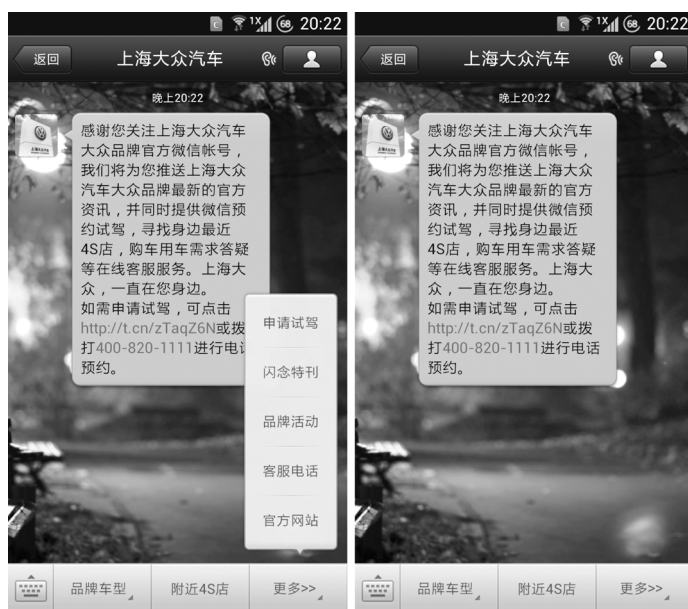 1X 68 20:22
返回 上海大众汽车
晚上20:22
感谢您关注上海大众汽车
大众品牌官方微信帐号，
我们将为您推送上海大众
汽车大众品牌最新的官方
资讯，并同时提供微信预
约试驾，寻找身边最近
4S店，购车用车需求答疑
等在线客服服务。上海大
众，一直在您身边。
如需申请试驾，可点击
http://t.cn/zTaqZ6N或拨
打400-820-1111进行电话
预约。
申请试驾
闪念特刊
品牌活动
客服电话
官方网站
品牌车型 附近4S店 更多>>
1X 68 20:22
返回 上海大众汽车
晚上20:22
感谢您关注上海大众汽车
大众品牌官方微信帐号，
我们将为您推送上海大众
汽车大众品牌最新的官方
资讯，并同时提供微信预
约试驾，寻找身边最近
4S店，购车用车需求答疑
等在线客服服务。上海大
众，一直在您身边。
如需申请试驾，可点击
http://t.cn/zTaqZ6N或拨
打400-820-1111进行电话
预约。
品牌车型 附近4S店 更多>>